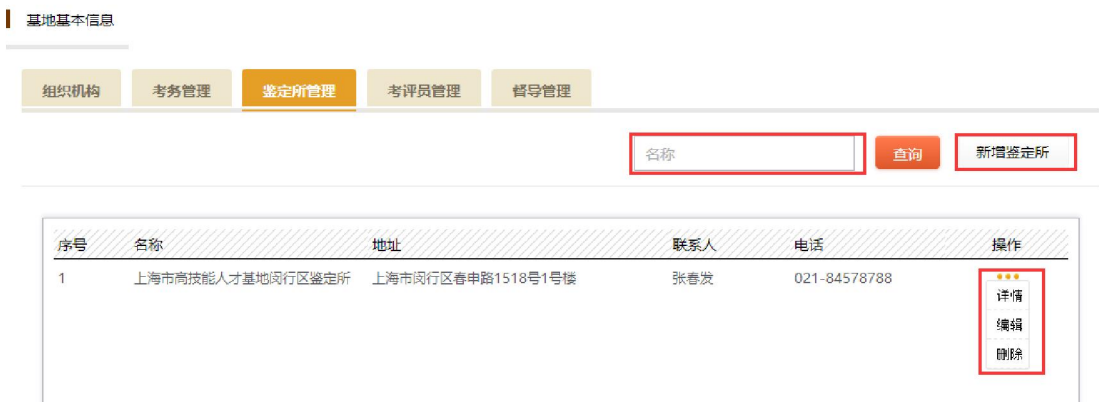 基地基本信息
组织机构 考务管理 鉴定所管理 考评员管理 督导管理
名称 查询 新增鉴定所
序号 名称 地址 联系人 电话 操作
1 上海市高技能人才基地闵行区鉴定所 上海市闵行区春申路1518号1号楼 张春发 021-84578788
详情
编辑
删除